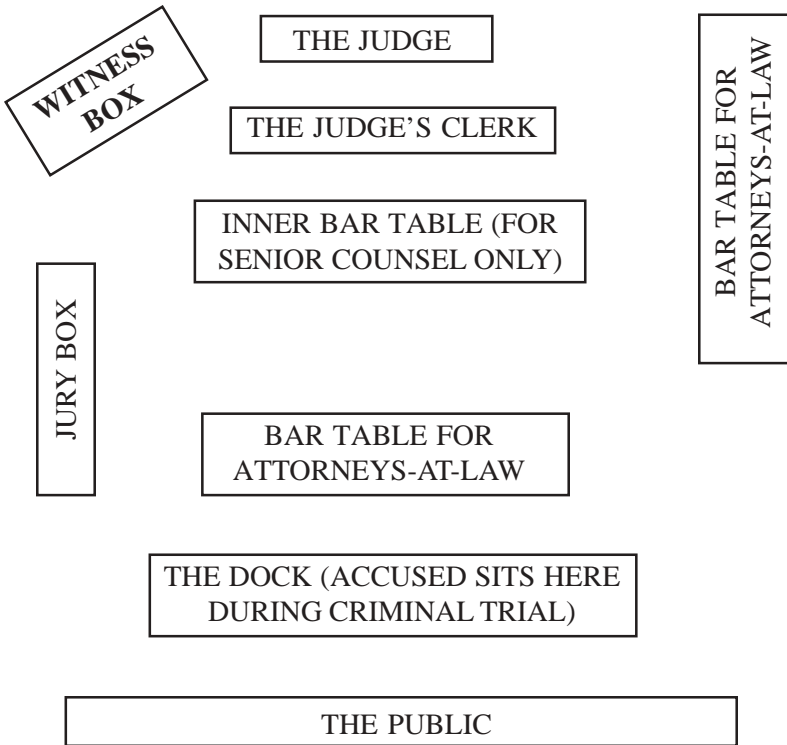 THE JUDGE
WITNESS
BOX
THE JUDGE'S CLERK
BAR TABLE FOR
ATTORNEYS-AT-LAW
INNER BAR TABLE (FOR
SENIOR COUNSEL ONLY)
JURY BOX
BAR TABLE FOR
ATTORNEYS-AT-LAW
THE DOCK (ACCUSED SITS HERE
DURING CRIMINAL TRIAL)
THE PUBLIC